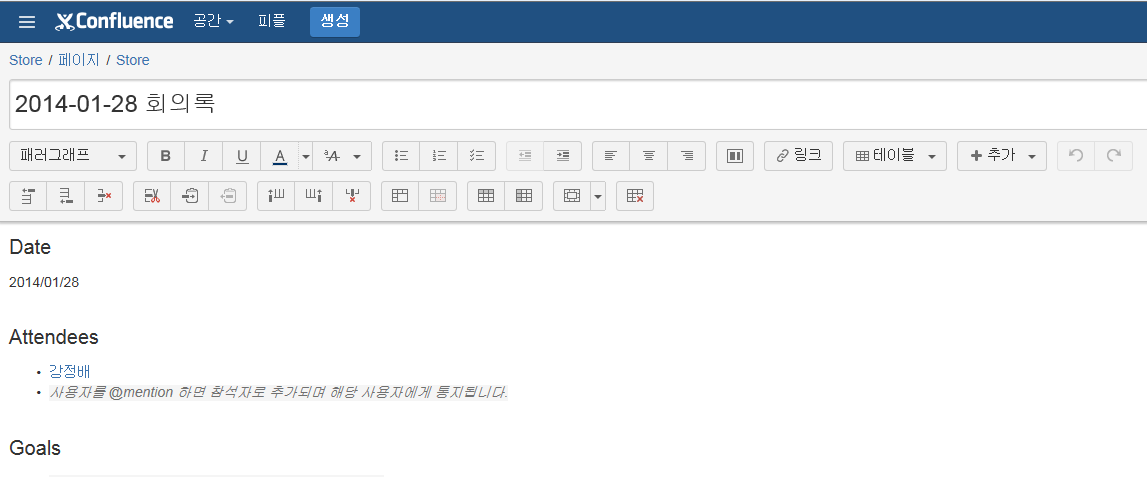 Confluence 공간 피플 생성
Store / 페이지 / Store
2014-01-28 회의록
패러그래프 B I U A ªA 링크 테이블 + 추가
Date
2014/01/28
Attendees
• 강정배
• 사용자를 @mention 하면 참석자로 추가되며 해당 사용자에게 통지됩니다.
Goals